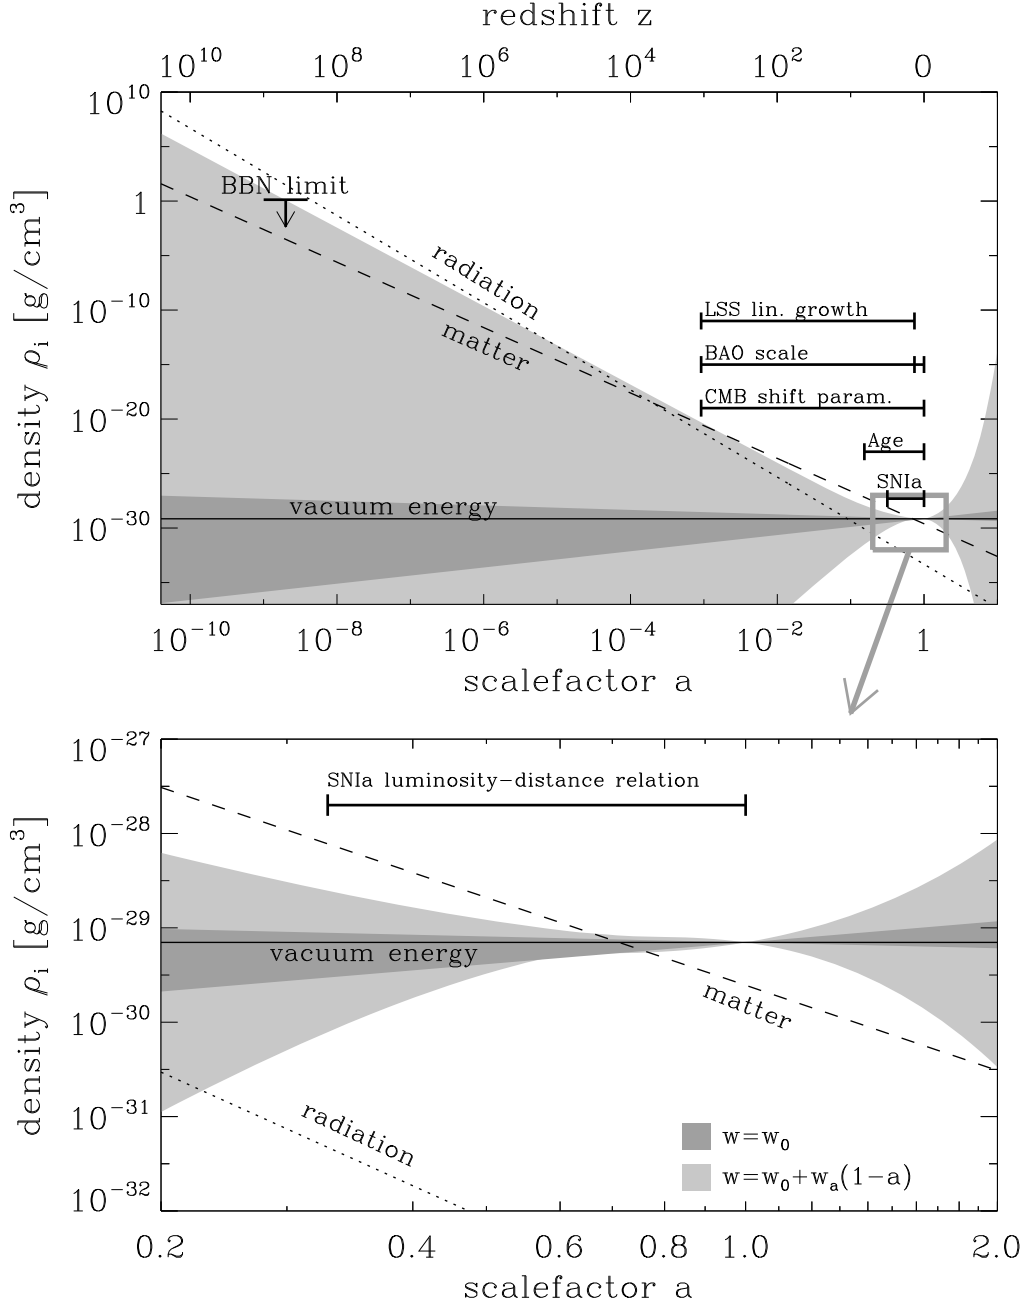 redshift z
10^10 10^8 10^6 10^4 10^2 0
10^10
1
10^-10
10^-20
10^-30
density ρ_i [g/cm^3]
BBN limit
radiation
matter
LSS lin. growth
BAO scale
CMB shift param.
Age
SNIa
vacuum energy
10^-10 10^-8 10^-6 10^-4 10^-2 1
scalefactor a
10^-27
10^-28
10^-29
10^-30
10^-31
10^-32
density ρ_i [g/cm^3]
SNIa luminosity-distance relation
vacuum energy
matter
radiation
w=w_0
w=w_0+w_a(1-a)
0.2 0.4 0.6 0.8 1.0 2.0
scalefactor a